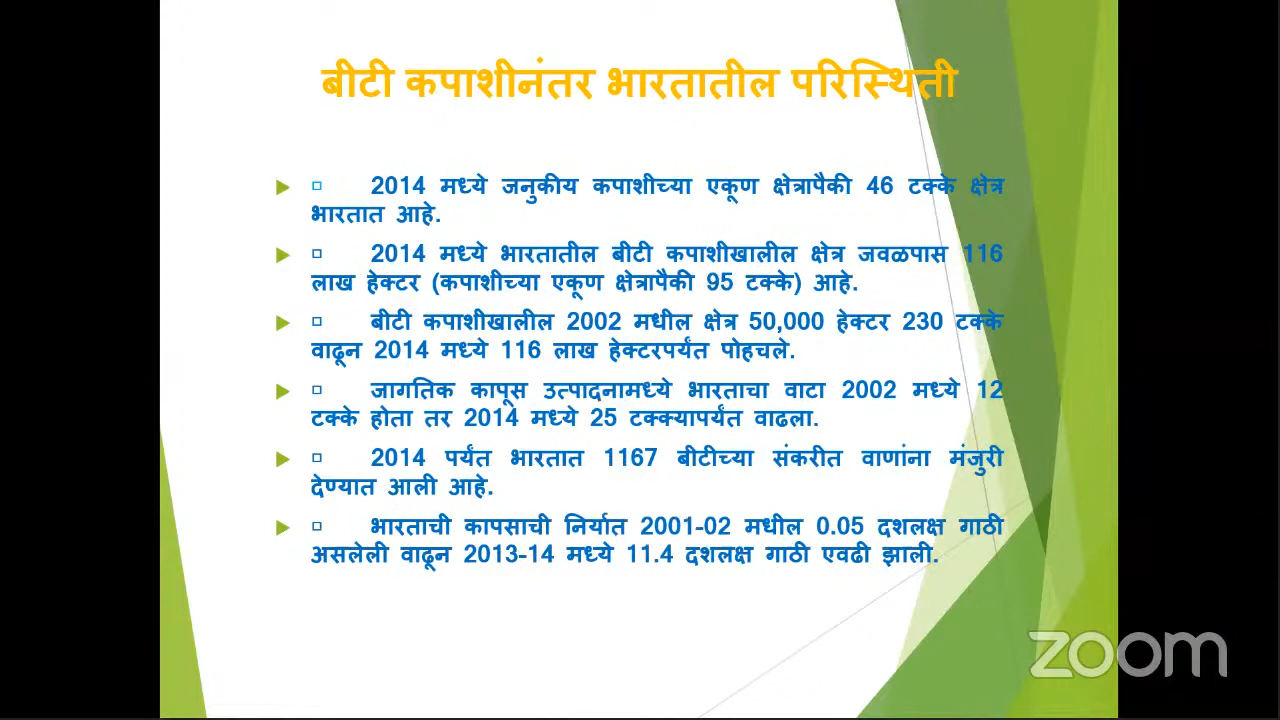 बीटी कपाशीनंतर भारतातील परिस्थिती
2014 मध्ये जनुकीय कपाशीच्या एकूण क्षेत्रापैकी 46 टक्के क्षेत्र
भारतात आहे.
2014 मध्ये भारतातील बीटी कपाशीखालील क्षेत्र जवळपास 116
लाख हेक्टर (कपाशीच्या एकूण क्षेत्रापैकी 95 टक्के) आहे.
बीटी कपाशीखालील 2002 मधील क्षेत्र 50,000 हेक्टर 230 टक्के
वाढून 2014 मध्ये 116 लाख हेक्टरपर्यंत पोहचले.
जागतिक कापूस उत्पादनामध्ये भारताचा वाटा 2002 मध्ये 12
टक्के होता तर 2014 मध्ये 25 टक्क्यापर्यंत वाढला.
2014 पर्यंत भारतात 1167 बीटीच्या संकरीत वाणांना मंजुरी
देण्यात आली आहे.
भारताची कापसाची निर्यात 2001-02 मधील 0.05 दशलक्ष गाठी
असलेली वाढून 2013-14 मध्ये 11.4 दशलक्ष गाठी एवढी झाली.
zoom